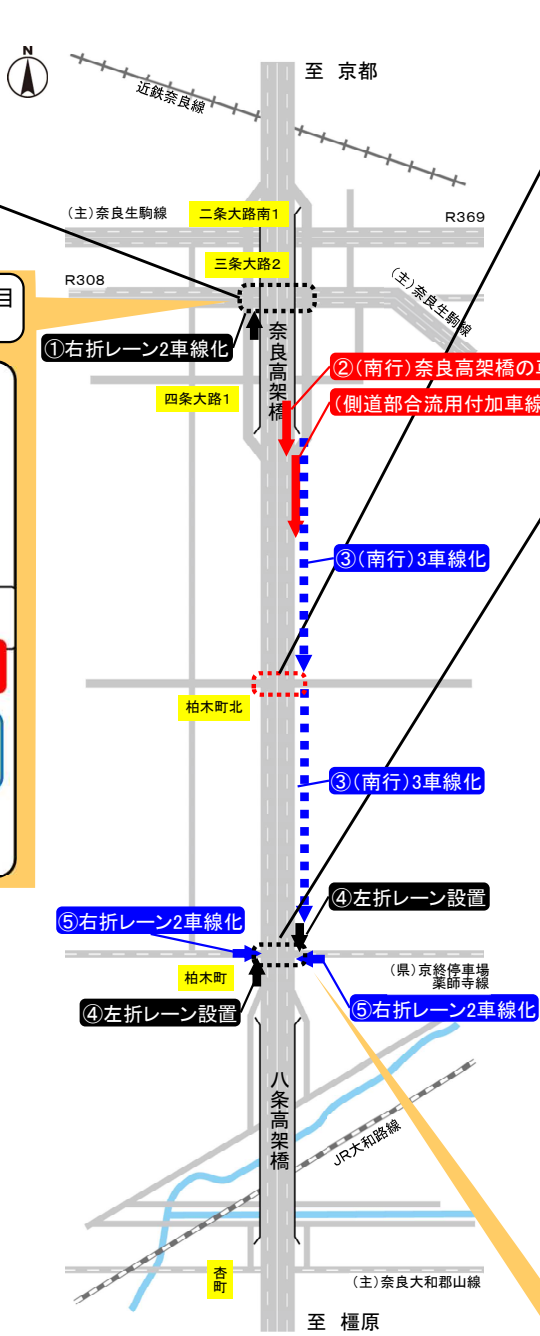 N
至 京都
近鉄奈良線
(主)奈良生駒線
二条大路南1
R369
三条大路2
R308
(主)奈良生駒線
目
①右折レーン2車線化
奈良高架橋
②(南行)奈良高架橋の
四条大路1
(側道部合流用付加車線
③(南行)3車線化
柏木町北
③(南行)3車線化
④左折レーン設置
⑤右折レーン2車線化
(県)京終停車場
薬師寺線
柏木町
④左折レーン設置
⑤右折レーン2車線化
八条高架橋
JR大和路線
杏町
(主)奈良大和郡山線
至 橿原